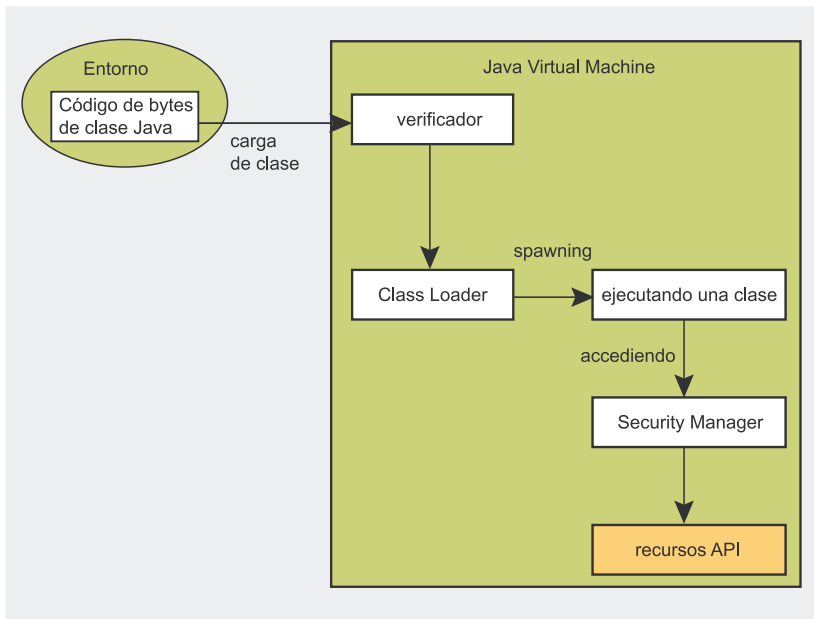 Entorno
Código de bytes
de clase Java
carga
de clase
Java Virtual Machine
verificador
spawning
Class Loader
ejecutando una clase
accediendo
Security Manager
recursos API